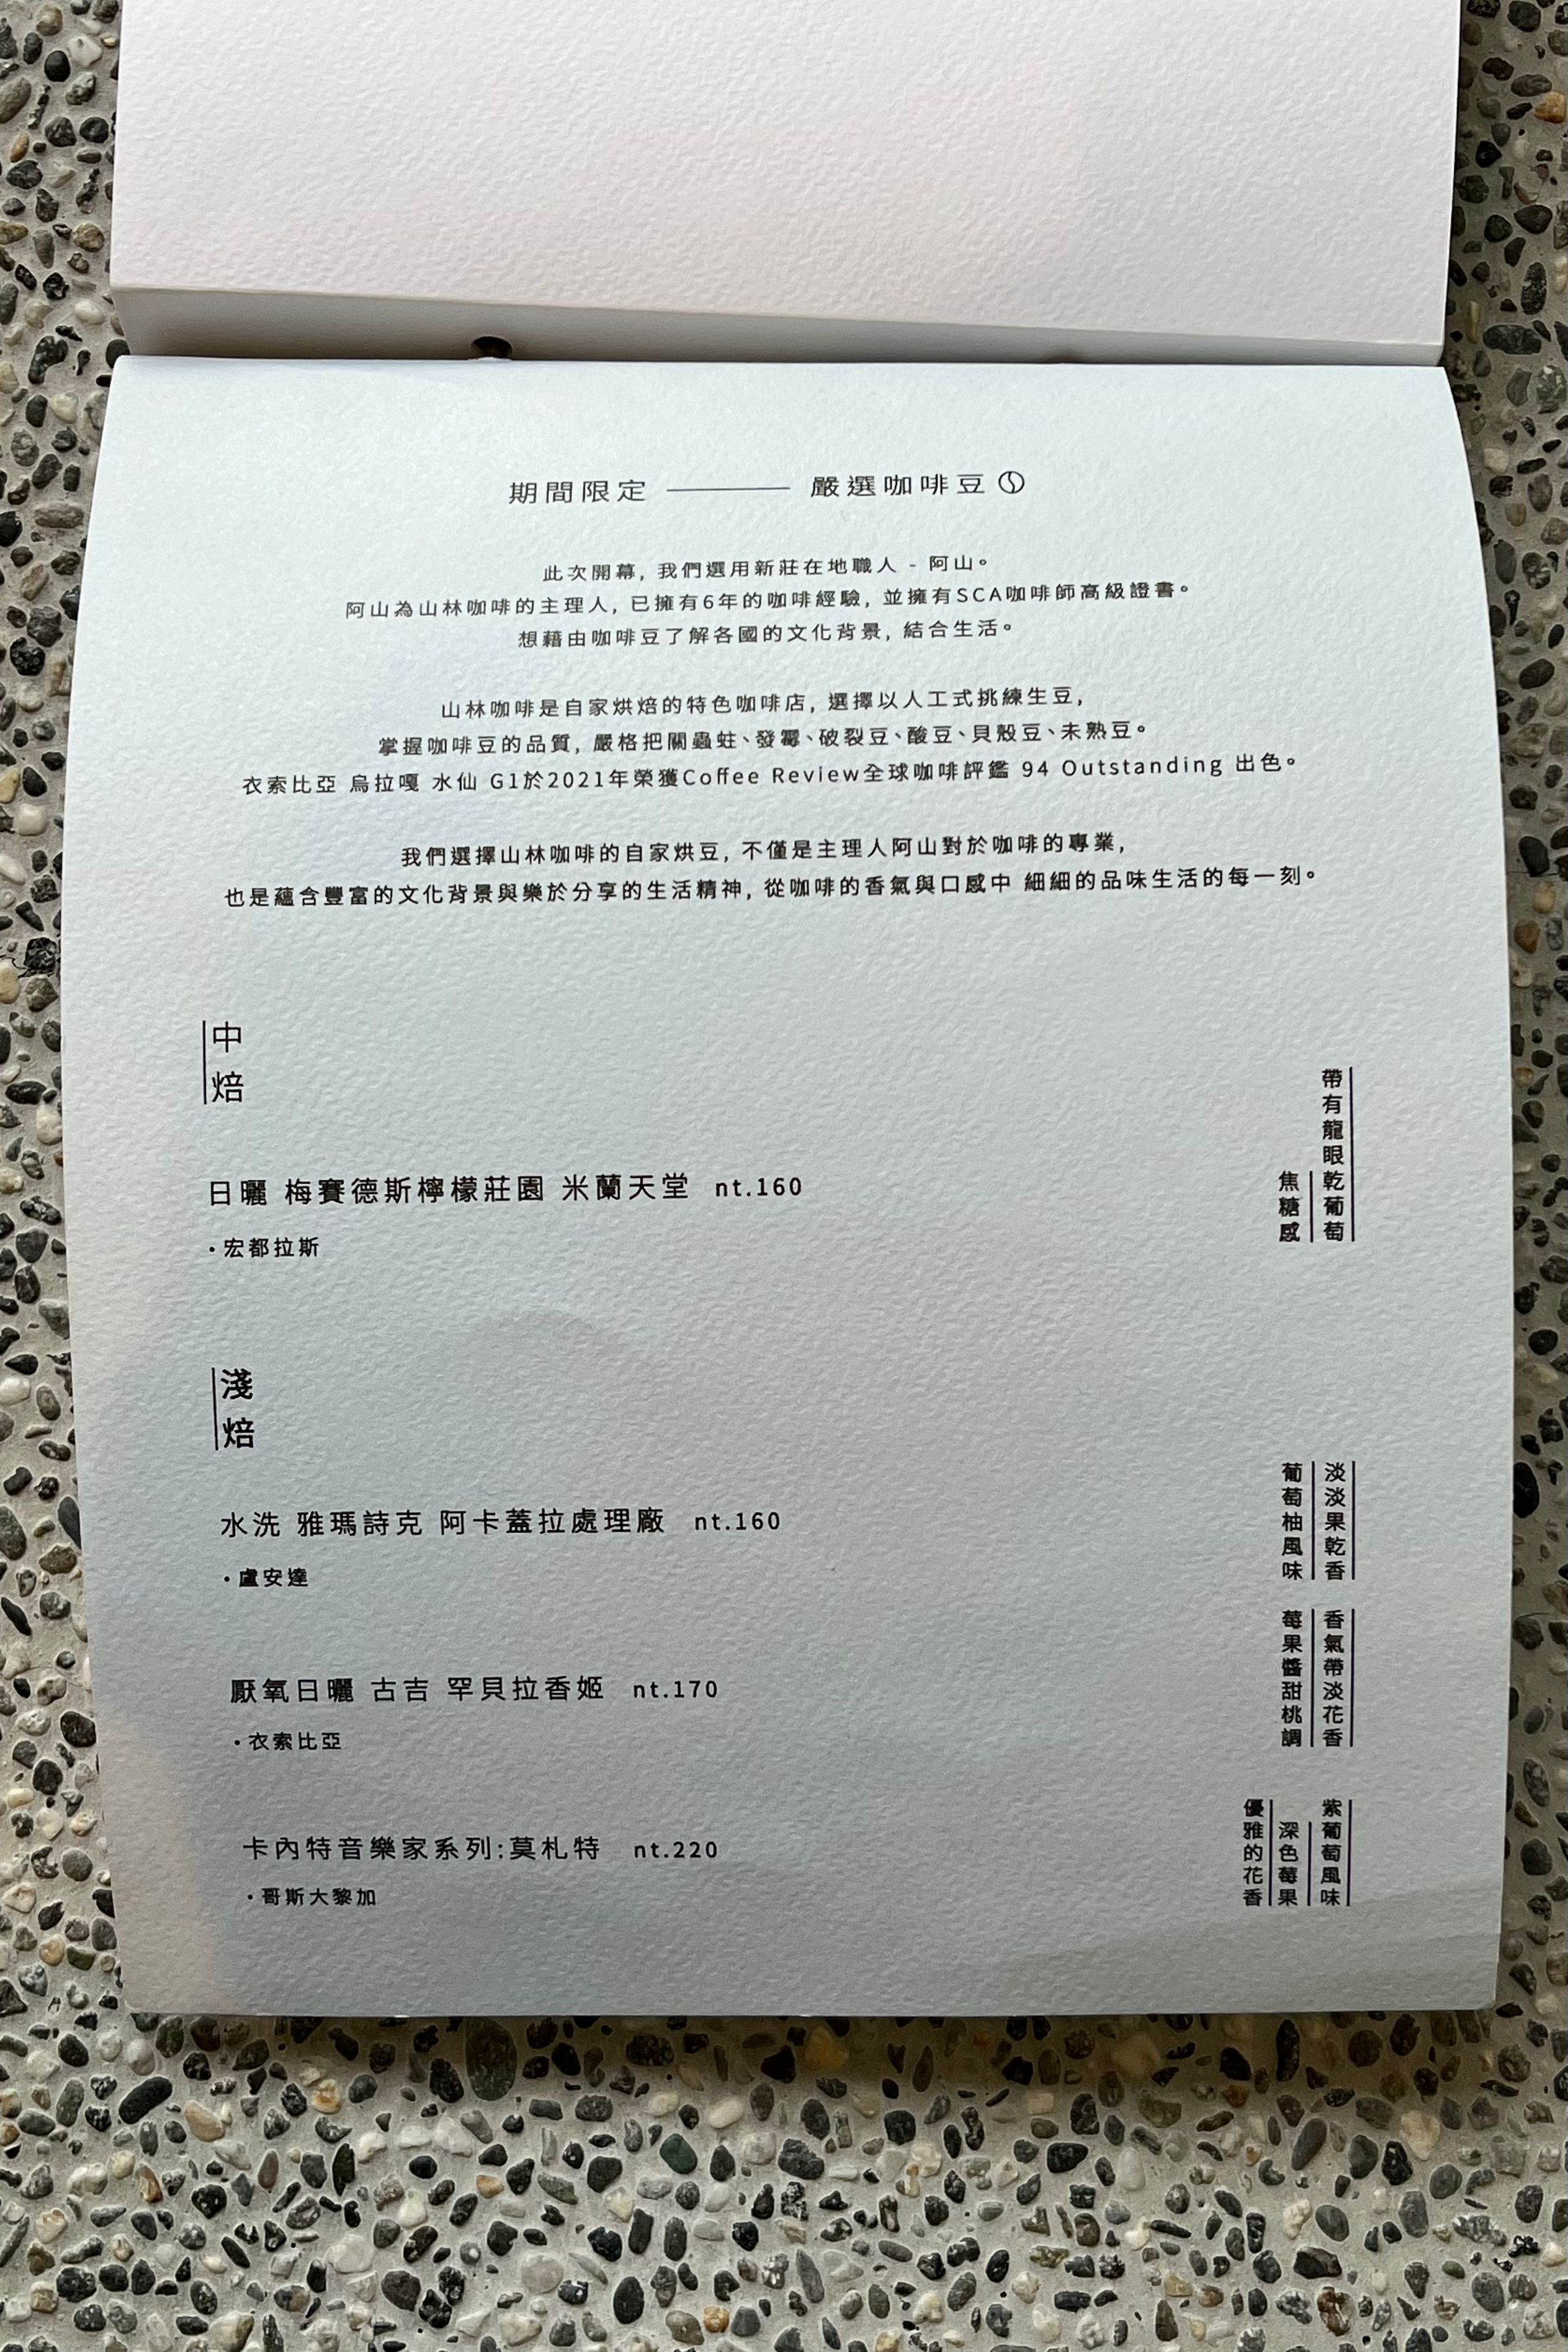 期間限定 嚴選咖啡豆
此次開幕, 我們選用新莊在地職人 - 阿山。
阿山為山林咖啡的主理人, 已擁有6年的咖啡經驗, 並擁有SCA咖啡師高級證書。
想藉由咖啡豆了解各國的文化背景, 結合生活。
山林咖啡是自家烘焙的特色咖啡店, 選擇以人工式挑練生豆,
掌握咖啡豆的品質, 嚴格把關蟲蛀、發霉、破裂豆、酸豆、貝殼豆、未熟豆。
衣索比亞 烏拉嘎 水仙 G1於2021年榮獲Coffee Review全球咖啡評鑑 94 Outstanding 出色。
我們選擇山林咖啡的自家烘豆, 不僅是主理人阿山對於咖啡的專業,
也是蘊含豐富的文化背景與樂於分享的生活精神, 從咖啡的香氣與口感中 細細的品味生活的每一刻。
中焙
日曬 梅賽德斯檸檬莊園 米蘭天堂 nt.160
・宏都拉斯
帶有龍眼乾葡萄
焦糖感
淺焙
水洗 雅瑪詩克 阿卡蓋拉處理廠 nt.160
・盧安達
淡淡果乾香
葡萄柚風味
厭氧日曬 古吉 罕貝拉香姬 nt.170
・衣索比亞
香氣帶淡花香
莓果醬甜桃調
卡內特音樂家系列:莫札特 nt.220
・哥斯大黎加
紫葡萄風味
深色莓果
優雅的花香